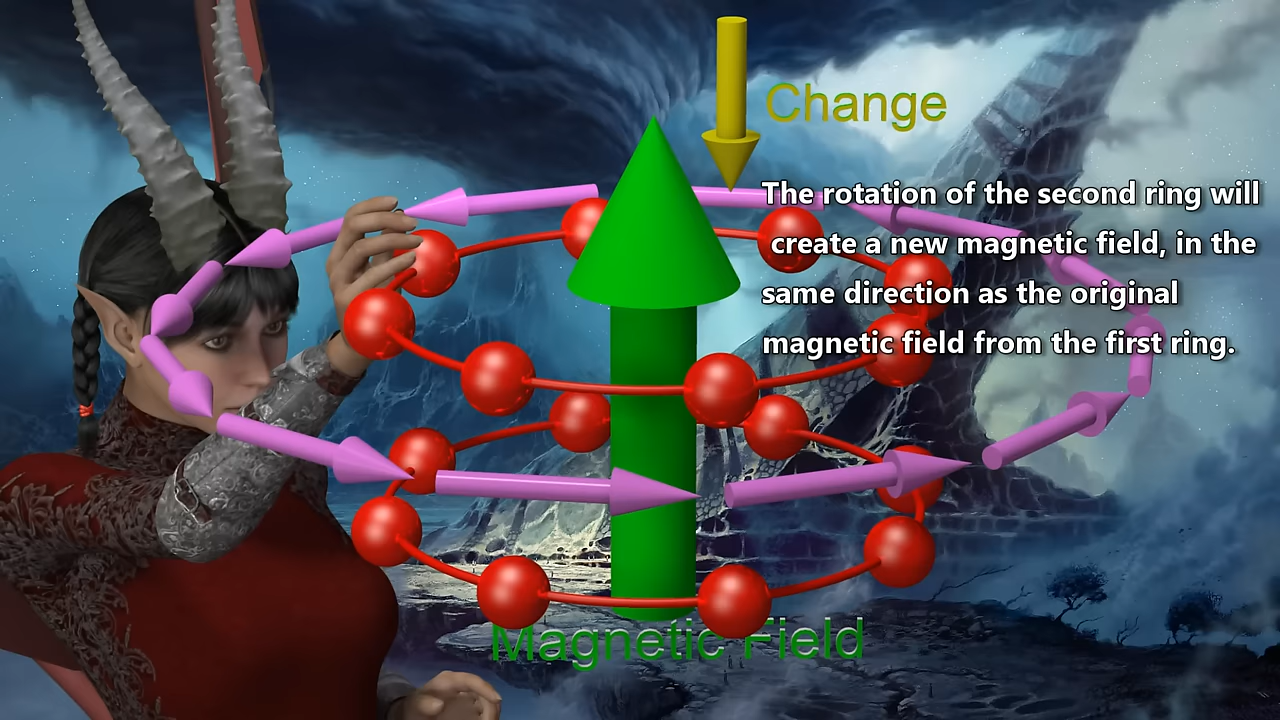 Change
The rotation of the second ring will
create a new magnetic field, in the
same direction as the original
magnetic field from the first ring.
Magnetic Field